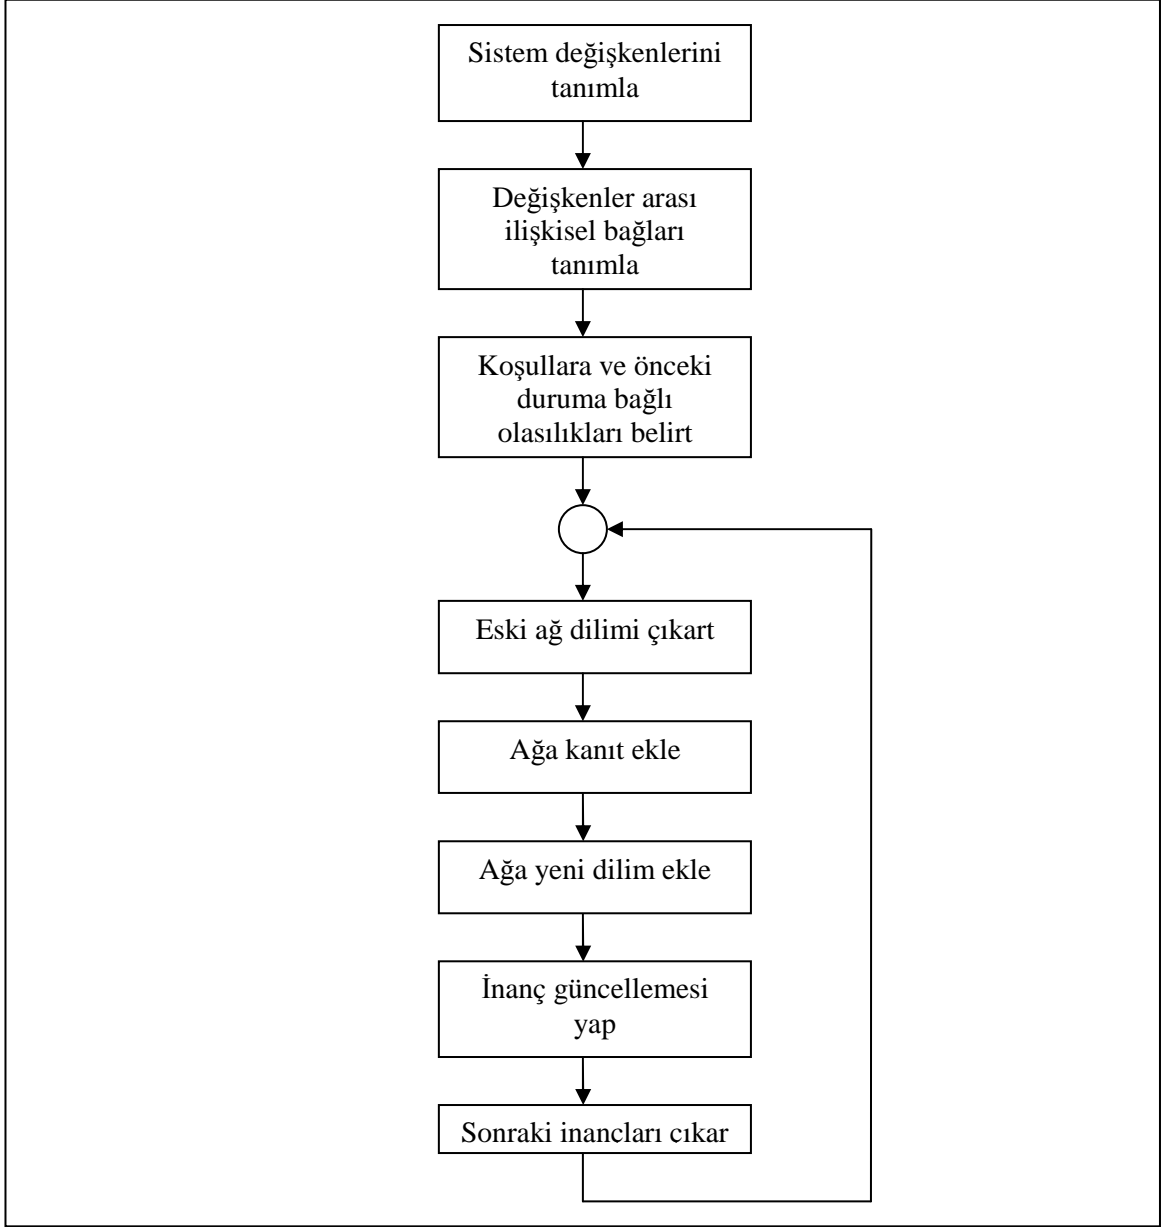 Sistem değişkenlerini
tanımla
Değişkenler arası
ilişkisel bağları
tanımla
Koşullara ve önceki
duruma bağlı
olasılıkları belirt
Eski ağ dilimi çıkart
Ağa kanıt ekle
Ağa yeni dilim ekle
İnanç güncellemesi
yap
Sonraki inancları cıkar